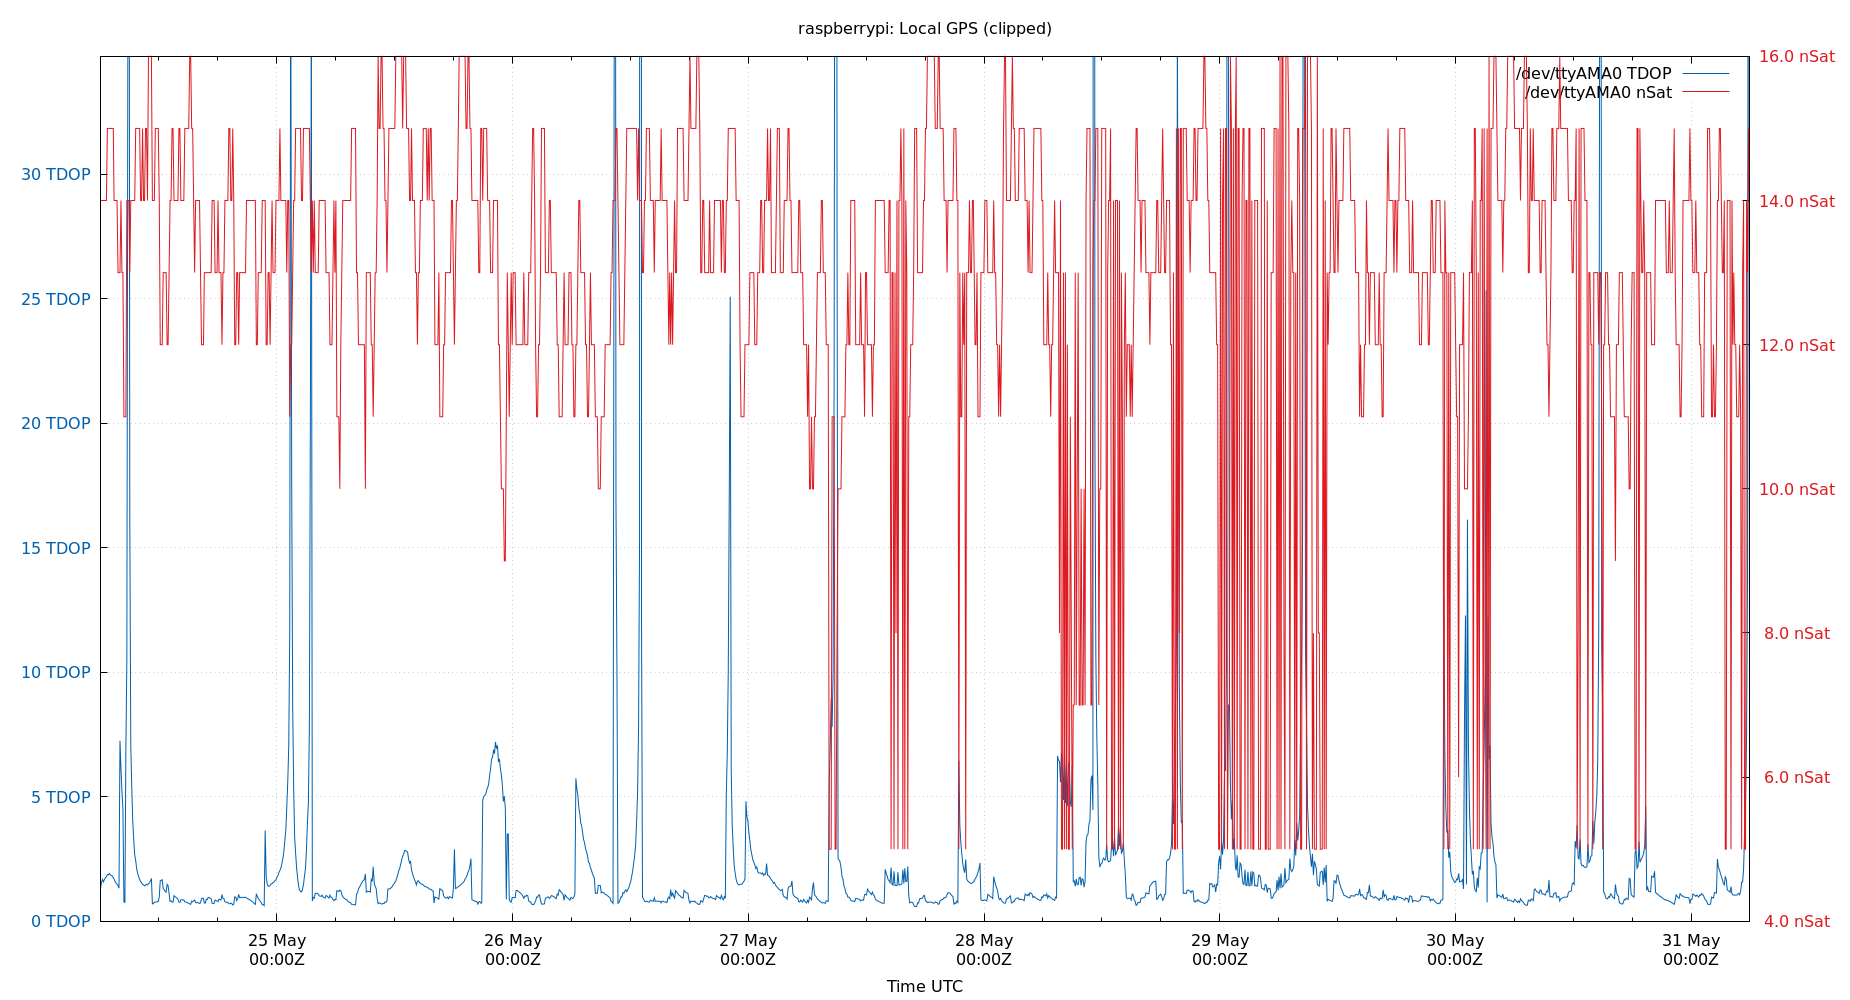 raspberrypi: Local GPS (clipped)
16.0 nSat
/dev/ttyAMA0 TDOP
/dev/ttyAMA0 nSat
30 TDOP
14.0 nSat
25 TDOP
12.0 nSat
20 TDOP
10.0 nSat
15 TDOP
8.0 nSat
10 TDOP
6.0 nSat
5 TDOP
0 TDOP
4.0 nSat
25 May 26 May 27 May 28 May 29 May 30 May 31 May
00:00Z 00:00Z 00:00Z 00:00Z 00:00Z 00:00Z 00:00Z
Time UTC